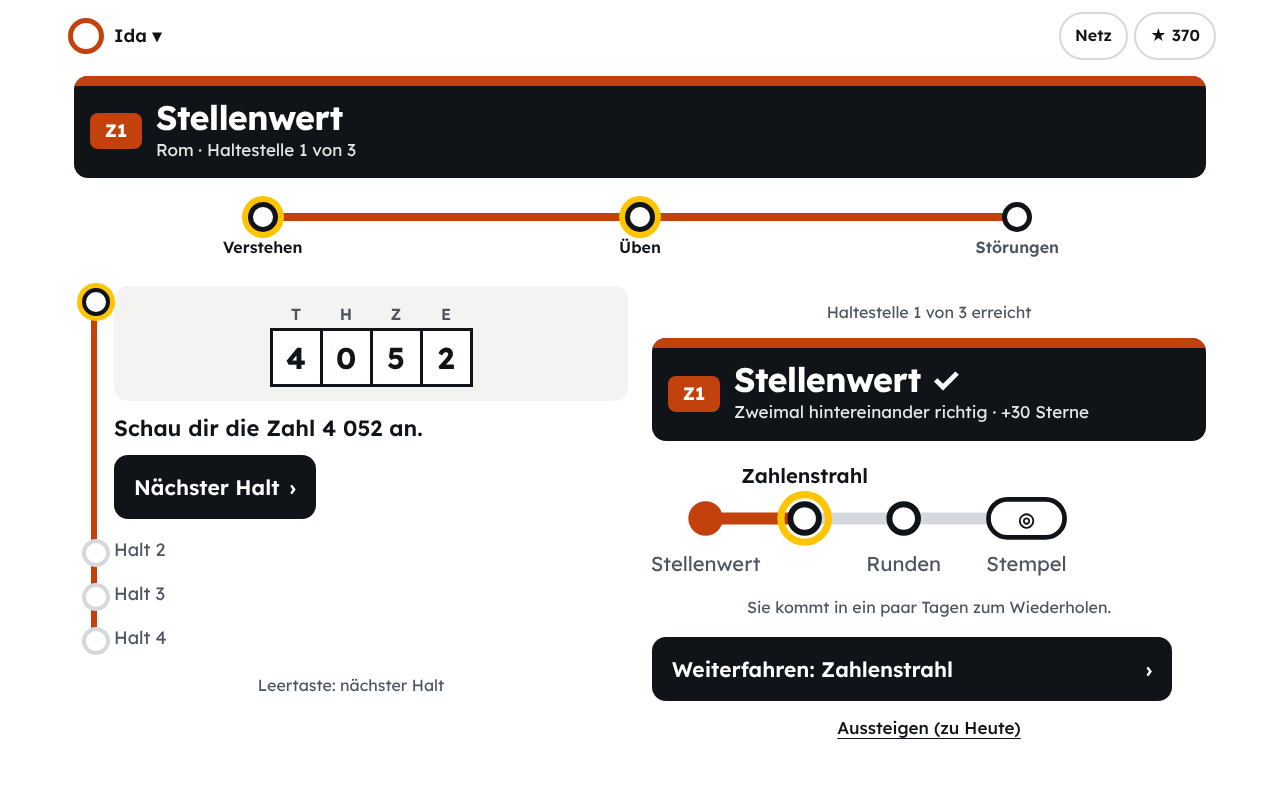 Ida ▾
Netz
★ 370
Z1
Stellenwert
Rom · Haltestelle 1 von 3
Verstehen
Üben
Störungen
T H Z E
4 0 5 2
Schau dir die Zahl 4 052 an.
Nächster Halt ›
Halt 2
Halt 3
Halt 4
Leertaste: nächster Halt
Haltestelle 1 von 3 erreicht
Z1
Stellenwert ✓
Zweimal hintereinander richtig · +30 Sterne
Zahlenstrahl
◎
Stellenwert
Runden
Stempel
Sie kommt in ein paar Tagen zum Wiederholen.
Weiterfahren: Zahlenstrahl ›
Aussteigen (zu Heute)